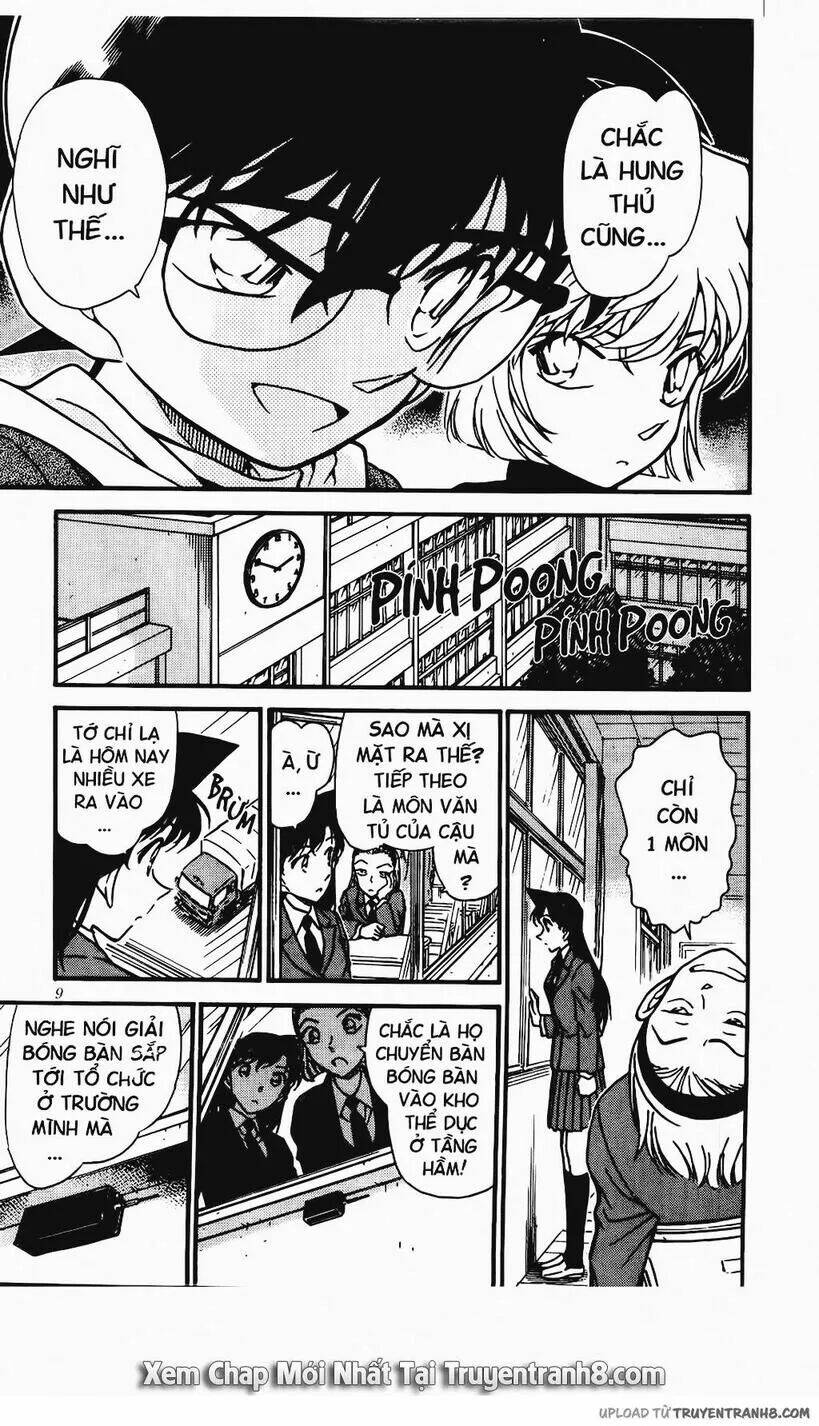 CHẮC
LÀ HUNG
THỦ
CŨNG...
NGHĨ
NHƯ
THẾ...
PÍNH POONG
PÍNH POONG
CHỈ
CÒN
1 MÔN
...
SAO MÀ XỊ
MẶT RA THẾ?
TIẾP THEO
LÀ MÔN VĂN
TỦ CỦA CẬU
MÀ
?
À, Ừ
...
TỚ CHỈ LẠ
LÀ HÔM NAY
NHIỀU XE
RA VÀO
...
BRỪM
9
CHẮC LÀ HỌ
CHUYỂN BÀN
BÓNG BÀN
VÀO KHO
THỂ DỤC
Ở TẦNG
HẦM!
NGHE NÓI GIẢI
BÓNG BÀN SẮP
TỚI TỔ CHỨC
Ở TRƯỜNG
MÌNH MÀ
...
Xem Chap Mới Nhất Tại Truyentranh8.com
UPLOAD TỪ TRUYENTRANH8.COM